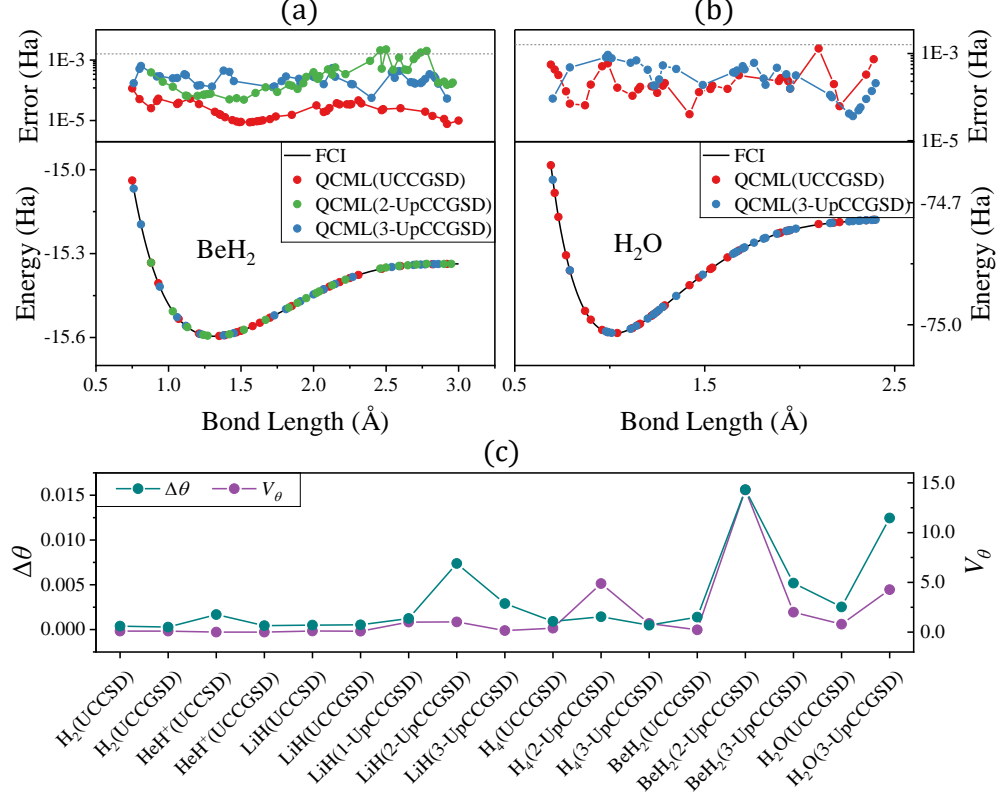 (a)
(b)
Error (Ha)
1E-3
1E-5
Error (Ha)
1E-3
1E-5
Energy (Ha)
-15.0
-15.3
-15.6
FCI
QCML(UCCGSD)
QCML(2-UpCCGSD)
QCML(3-UpCCGSD)
BeH₂
0.5 1.0 1.5 2.0 2.5 3.0
Bond Length (Å)
FCI
QCML(UCCGSD)
QCML(3-UpCCGSD)
H₂O
-74.7
-75.0
Energy (Ha)
0.5 1.5 2.5
Bond Length (Å)
(c)
Δθ
V_θ
0.015
0.010
0.005
0.000
Δθ
15.0
10.0
5.0
0.0
V_θ
H₂(UCCSD)
H₂(UCCGSD)
HeH⁺(UCCSD)
HeH⁺(UCCGSD)
LiH(UCCSD)
LiH(UCCGSD)
LiH(1-UpCCGSD)
LiH(2-UpCCGSD)
LiH(3-UpCCGSD)
H₄(UCCGSD)
H₄(2-UpCCGSD)
H₄(3-UpCCGSD)
BeH₂(UCCGSD)
BeH₂(2-UpCCGSD)
BeH₂(3-UpCCGSD)
H₂O(UCCGSD)
H₂O(3-UpCCGSD)